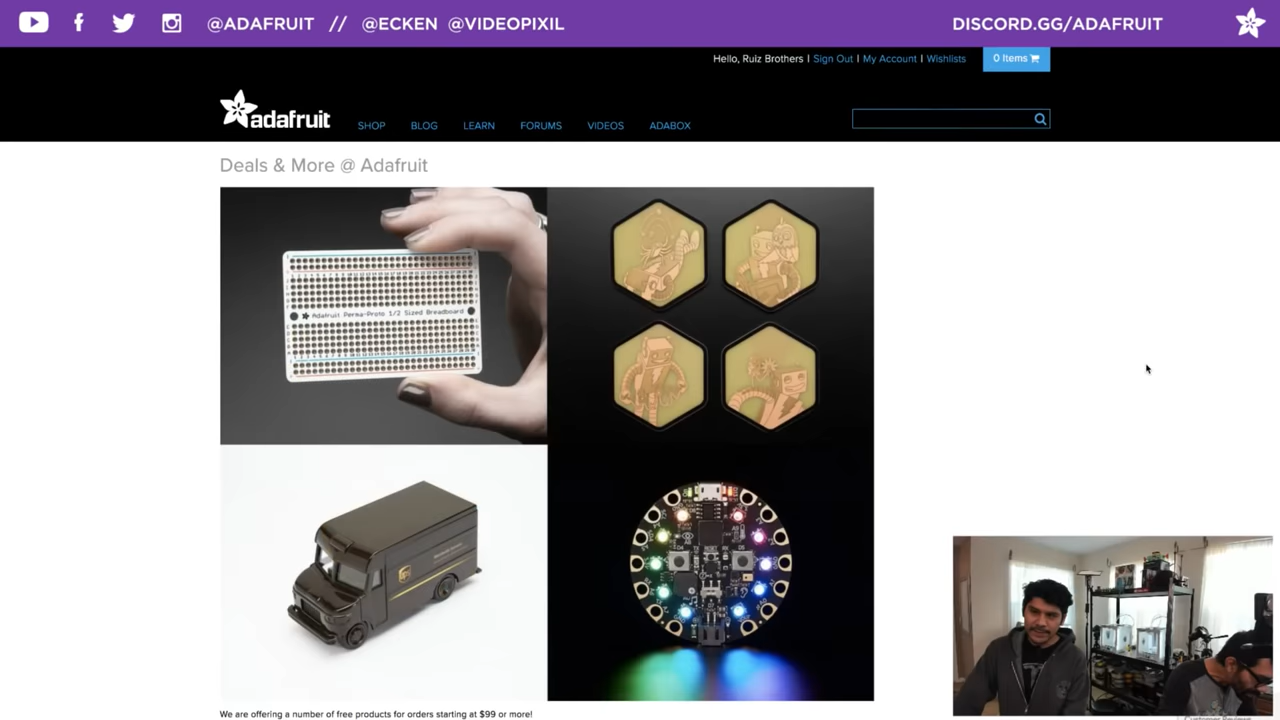 @ADAFRUIT // @ECKEN @VIDEOPIXIL
DISCORD.GG/ADAFRUIT
Hello, Ruiz Brothers | Sign Out | My Account | Wishlists
0 Items
adafruit
SHOP BLOG LEARN FORUMS VIDEOS ADABOX
Deals & More @ Adafruit
Adafruit Perma-Proto 1/2 Sized Breadboard
We are offering a number of free products for orders starting at $99 or more!